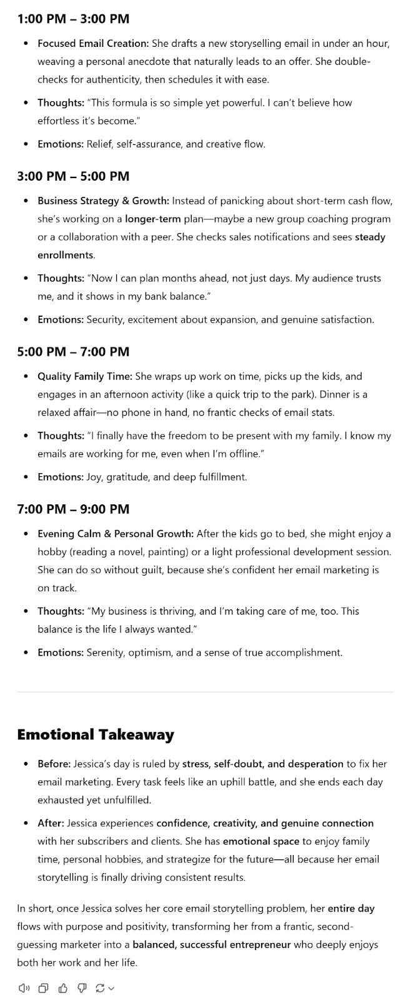 1:00 PM – 3:00 PM
• Focused Email Creation: She drafts a new storyselling email in under an hour,
weaving a personal anecdote that naturally leads to an offer. She double-
checks for authenticity, then schedules it with ease.
• Thoughts: “This formula is so simple yet powerful. I can’t believe how
effortless it’s become.”
• Emotions: Relief, self-assurance, and creative flow.
3:00 PM – 5:00 PM
• Business Strategy & Growth: Instead of panicking about short-term cash flow,
she’s working on a longer-term plan—maybe a new group coaching program
or a collaboration with a peer. She checks sales notifications and sees steady
enrollments.
• Thoughts: “Now I can plan months ahead, not just days. My audience trusts
me, and it shows in my bank balance.”
• Emotions: Security, excitement about expansion, and genuine satisfaction.
5:00 PM – 7:00 PM
• Quality Family Time: She wraps up work on time, picks up the kids, and
engages in an afternoon activity (like a quick trip to the park). Dinner is a
relaxed affair—no phone in hand, no frantic checks of email stats.
• Thoughts: “I finally have the freedom to be present with my family. I know my
emails are working for me, even when I’m offline.”
• Emotions: Joy, gratitude, and deep fulfillment.
7:00 PM – 9:00 PM
• Evening Calm & Personal Growth: After the kids go to bed, she might enjoy a
hobby (reading a novel, painting) or a light professional development session.
She can do so without guilt, because she’s confident her email marketing is
on track.
• Thoughts: “My business is thriving, and I’m taking care of me, too. This
balance is the life I always wanted.”
• Emotions: Serenity, optimism, and a sense of true accomplishment.
Emotional Takeaway
• Before: Jessica’s day is ruled by stress, self-doubt, and desperation to fix her
email marketing. Every task feels like an uphill battle, and she ends each day
exhausted yet unfulfilled.
• After: Jessica experiences confidence, creativity, and genuine connection
with her subscribers and clients. She has emotional space to enjoy family
time, personal hobbies, and strategize for the future—all because her email
storytelling is finally driving consistent results.
In short, once Jessica solves her core email storytelling problem, her entire day
flows with purpose and positivity, transforming her from a frantic, second-
guessing marketer into a balanced, successful entrepreneur who deeply enjoys
both her work and her life.